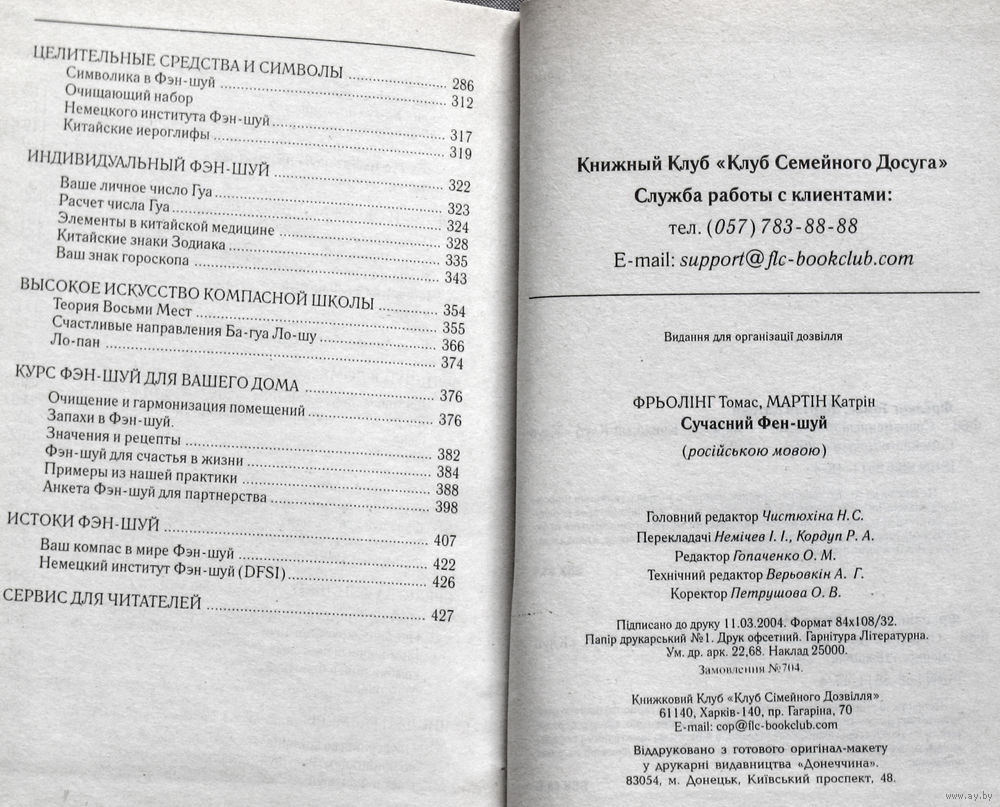 ЦЕЛИТЕЛЬНЫЕ СРЕДСТВА И СИМВОЛЫ ........ 286
Символика в Фэн-шуй ........ 312
Очищающий набор
Немецкого института Фэн-шуй ........ 317
Китайские иероглифы ........ 319
ИНДИВИДУАЛЬНЫЙ ФЭН-ШУЙ ........ 322
Ваше личное число Гуа ........ 323
Расчет числа Гуа ........ 324
Элементы в китайской медицине ........ 328
Китайские знаки Зодиака ........ 335
Ваш знак гороскопа ........ 343
ВЫСОКОЕ ИСКУССТВО КОМПАСНОЙ ШКОЛЫ ........ 354
Теория Восьми Мест ........ 355
Счастливые направления Ба-гуа Ло-шу ........ 366
Ло-пан ........ 374
КУРС ФЭН-ШУЙ ДЛЯ ВАШЕГО ДОМА ........ 376
Очищение и гармонизация помещений ........ 376
Запахи в Фэн-шуй.
Значения и рецепты ........ 382
Фэн-шуй для счастья в жизни ........ 384
Примеры из нашей практики ........ 388
Анкета Фэн-шуй для партнерства ........ 398
ИСТОКИ ФЭН-ШУЙ ........ 407
Ваш компас в мире Фэн-шуй ........ 422
Немецкий институт Фэн-шуй (DFSI) ........ 426
СЕРВИС ДЛЯ ЧИТАТЕЛЕЙ ........ 427
Книжный Клуб «Клуб Семейного Досуга»
Служба работы с клиентами:
тел. (057) 783-88-88
E-mail: support@flc-bookclub.com
Видання для організації дозвілля
ФРЬОЛІНГ Томас, МАРТІН Катрін
Сучасний Фен-шуй
(російською мовою)
Головний редактор Чистюхіна Н. С.
Перекладачі Немічев І. І., Кордуп Р. А.
Редактор Гопаченко О. М.
Технічний редактор Верьовкін А. Г.
Коректор Петрушова О. В.
Підписано до друку 11.03.2004. Формат 84х108/32.
Папір друкарський №1. Друк офсетний. Гарнітура Літературна.
Ум. др. арк. 22,68. Наклад 25000.
Замовлення №704.
Книжковий Клуб «Клуб Сімейного Дозвілля»
61140, Харків-140, пр. Гагаріна, 70
E-mail: cop@flc-bookclub.com
Віддруковано з готового оригінал-макету
у друкарні видавництва «Донеччина».
83054, м. Донецьк, Київський проспект, 48.
www.ay.by